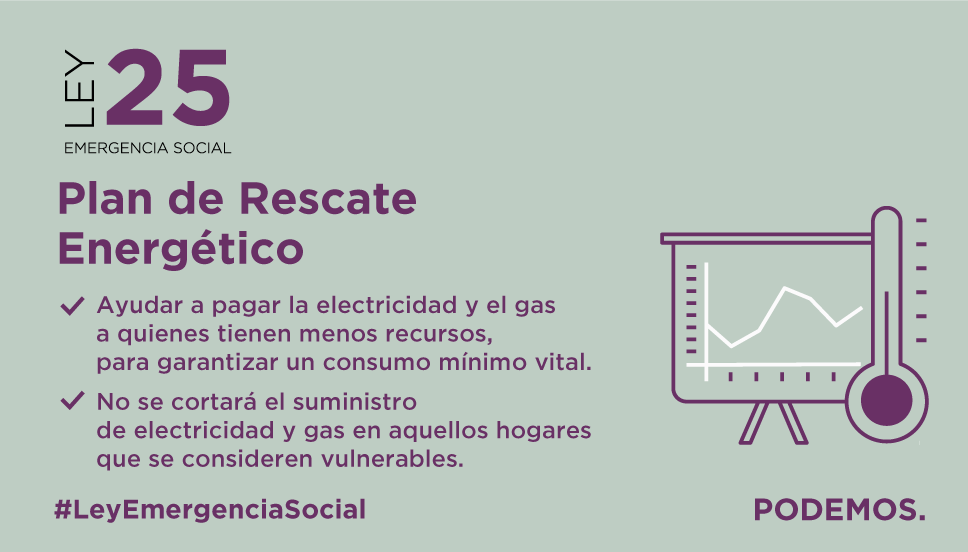 LEY 25
EMERGENCIA SOCIAL
Plan de Rescate
Energético
Ayudar a pagar la electricidad y el gas
a quienes tienen menos recursos,
para garantizar un consumo mínimo vital.
No se cortará el suministro
de electricidad y gas en aquellos hogares
que se consideren vulnerables.
#LeyEmergenciaSocial
PODEMOS.